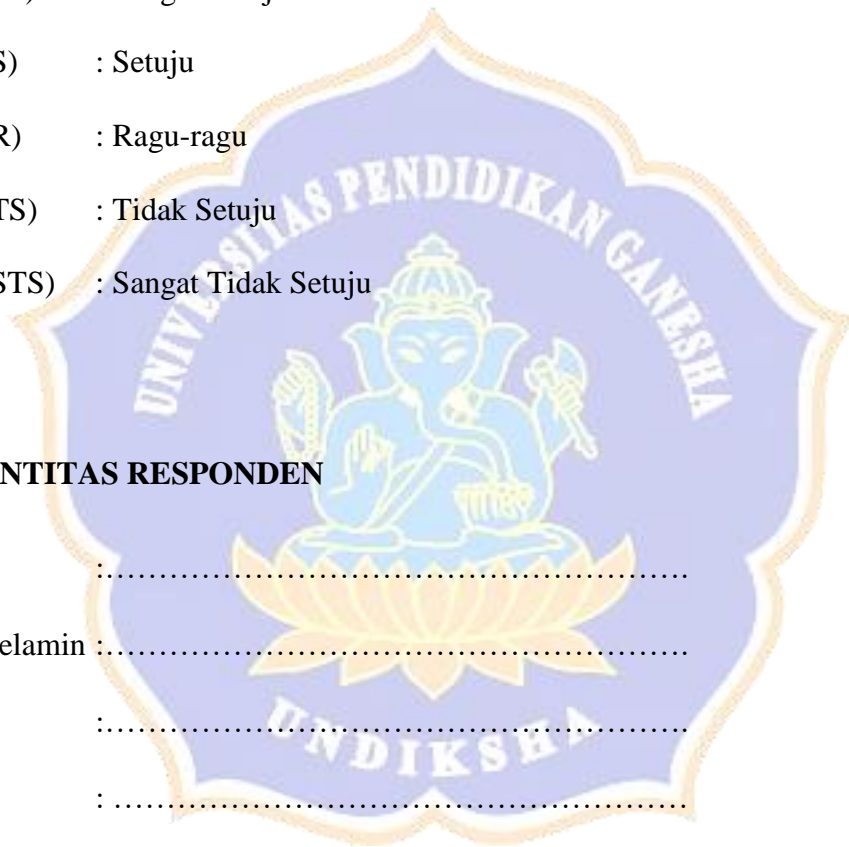 S) : Setuju
R) : Ragu-ragu
TS) : Tidak Setuju
STS) : Sangat Tidak Setuju
UNIVERSITAS PENDIDIKAN GANESHA
NTITAS RESPONDEN
:……………………………………………………….
elamin :……………………………………………………….
:……………………………………………………….
: ………………………………………………………
UNDIKSHA